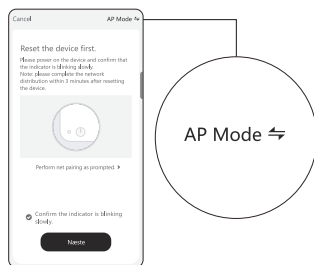 Cancel
AP Mode ⇋
Reset the device first.
Please power on the device and confirm that
the indicator is blinking slowly.
Note: please complete the network
distribution within 3 minutes after resetting
the device.
Perform net pairing as prompted.
Confirm the indicator is blinking
slowly.
Næste
AP Mode ⇋